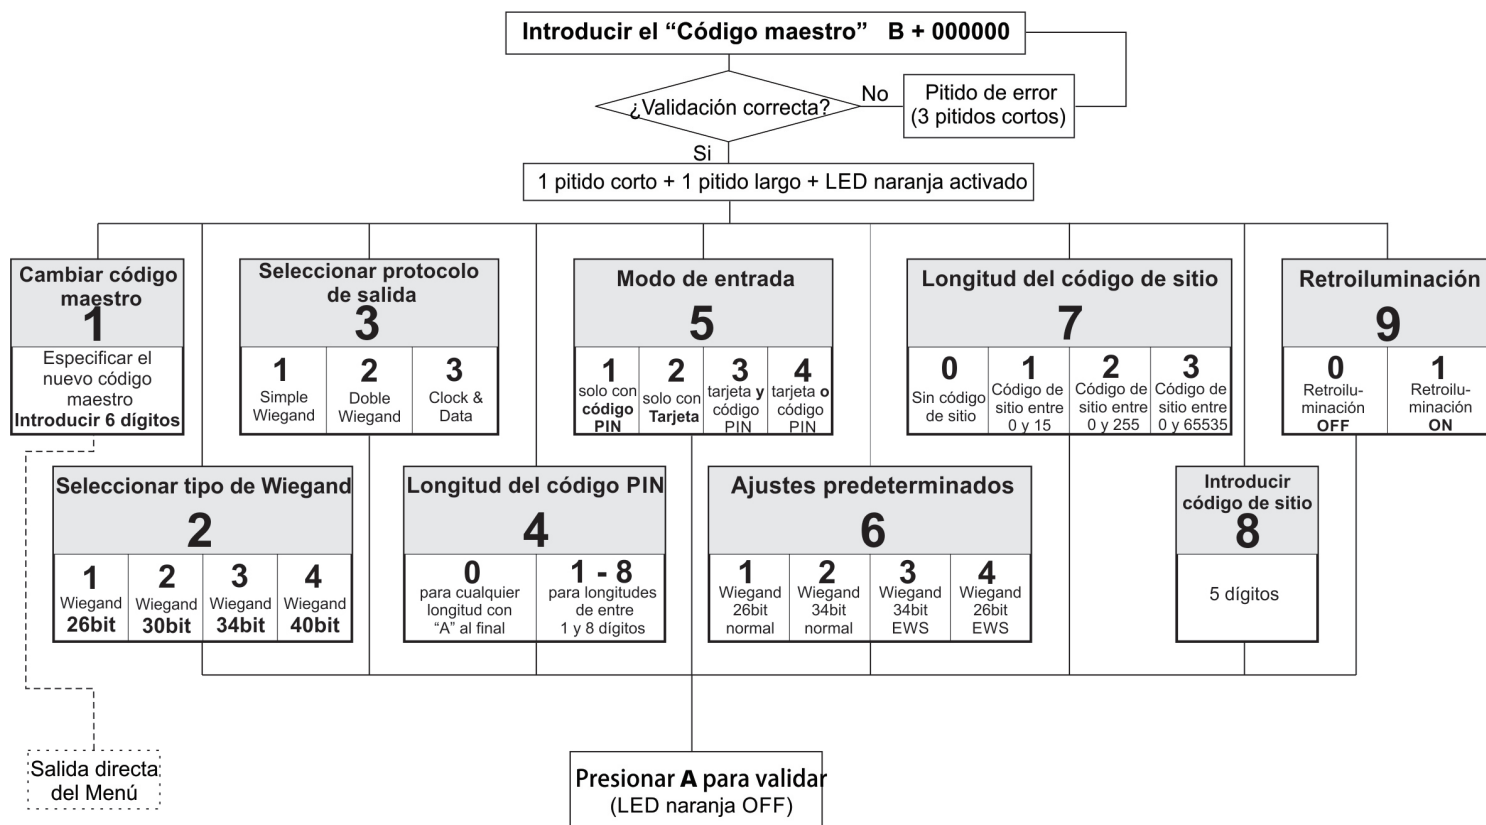 Introducir el “Código maestro”   B + 000000
¿Validación correcta?
No
Pitido de error
(3 pitidos cortos)
Si
1 pitido corto + 1 pitido largo + LED naranja activado
Cambiar código
maestro
1
Especificar el
nuevo código
maestro
Introducir 6 dígitos
Seleccionar protocolo
de salida
3
1
Simple
Wiegand
2
Doble
Wiegand
3
Clock &
Data
Modo de entrada
5
1
solo con
código
PIN
2
solo con
Tarjeta
3
tarjeta y
código
PIN
4
tarjeta o
código
PIN
Longitud del código de sitio
7
0
Sin código
de sitio
1
Código de
sitio entre
0 y 15
2
Código de
sitio entre
0 y 255
3
Código de
sitio entre
0 y 65535
Retroiluminación
9
0
Retroilu-
minación
OFF
1
Retroilu-
minación
ON
Seleccionar tipo de Wiegand
2
1
Wiegand
26bit
2
Wiegand
30bit
3
Wiegand
34bit
4
Wiegand
40bit
Longitud del código PIN
4
0
para cualquier
longitud con
“A” al final
1 - 8
para longitudes
de entre
1 y 8 dígitos
Ajustes predeterminados
6
1
Wiegand
26bit
normal
2
Wiegand
34bit
normal
3
Wiegand
34bit
EWS
4
Wiegand
26bit
EWS
Introducir
código de sitio
8
5 dígitos
Salida directa
del Menú
Presionar A para validar
(LED naranja OFF)